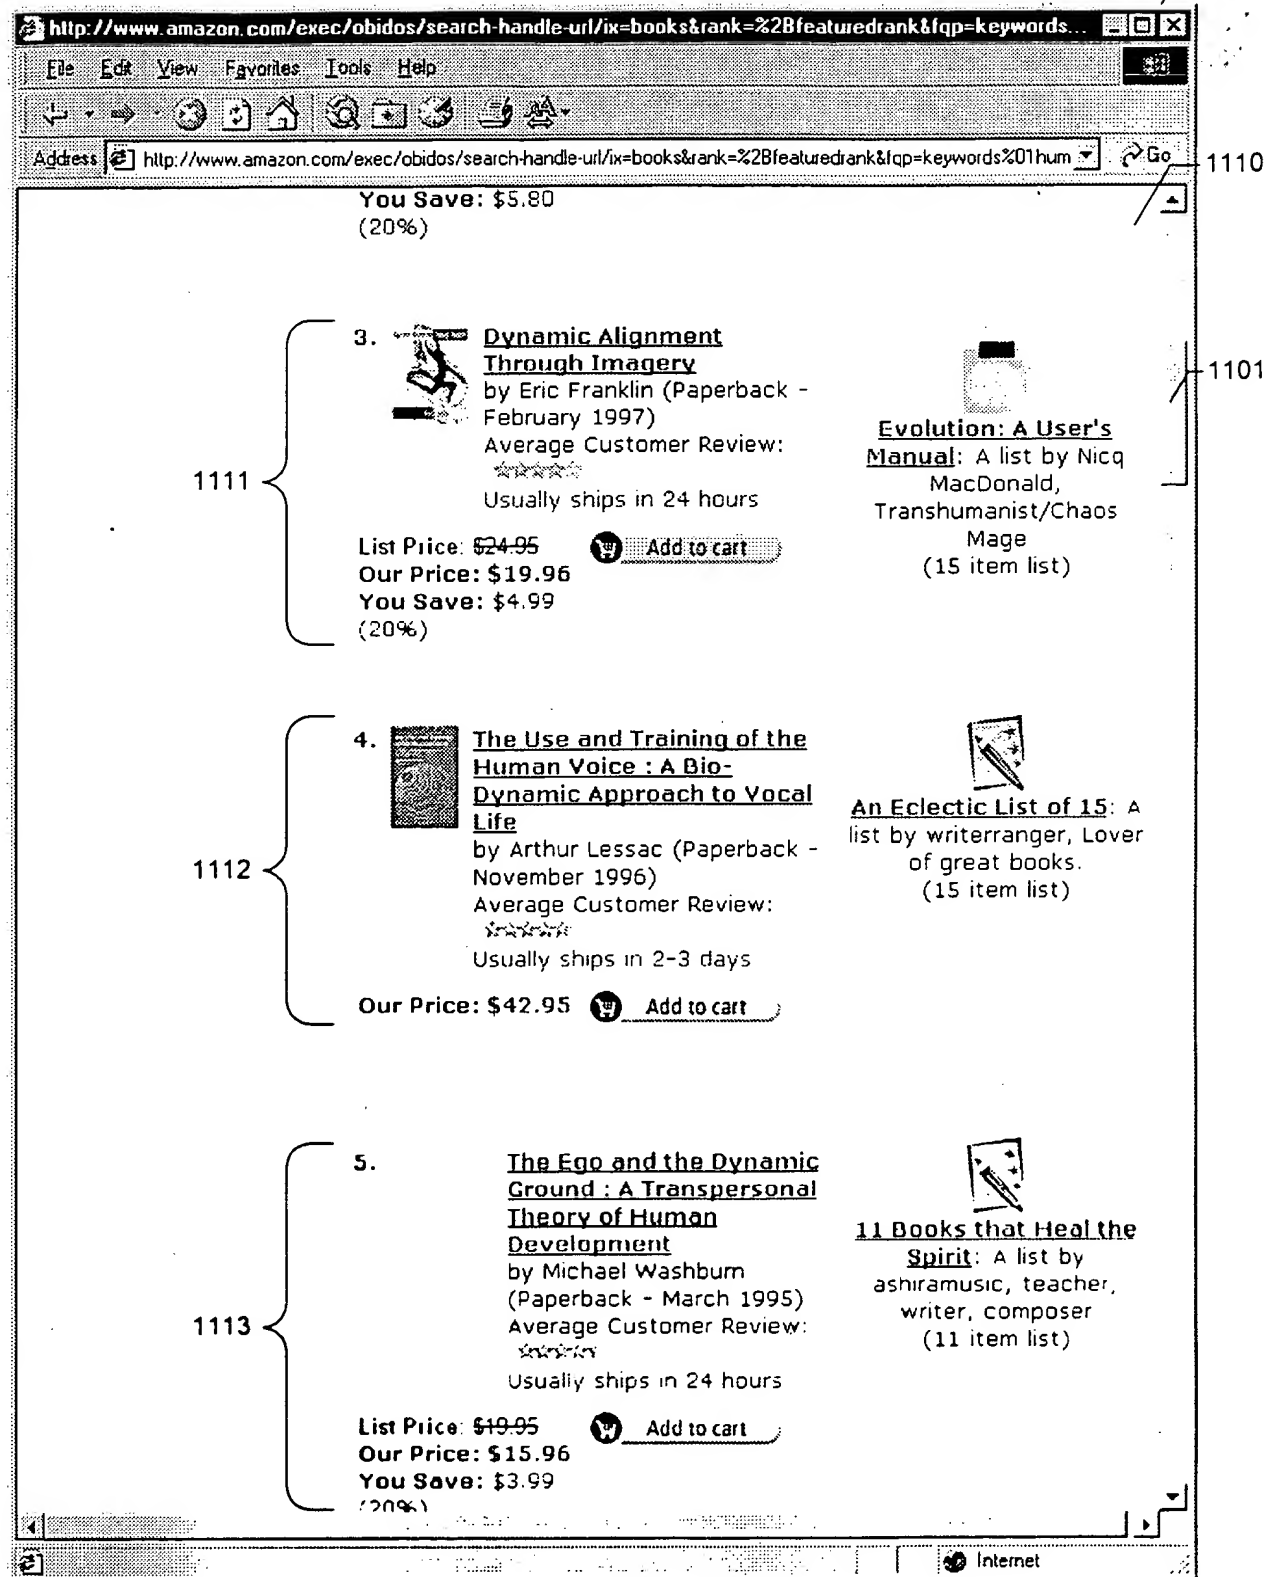 http://www.amazon.com/exec/obidos/search-handle-url/ix=books&rank=%2Bfeaturedrank&fqp=keywords...
File Edit View Favorites Tools Help
Address http://www.amazon.com/exec/obidos/search-handle-url/ix=books&rank=%2Bfeaturedrank&fqp=keywords%01hum Go
1110
You Save: $5.80
(20%)
1101
1111
3. Dynamic Alignment
Through Imagery
by Eric Franklin (Paperback -
February 1997)
Average Customer Review:
Usually ships in 24 hours
List Price: $24.95 Add to cart
Our Price: $19.96
You Save: $4.99
(20%)
Evolution: A User's
Manual: A list by Nicq
MacDonald,
Transhumanist/Chaos
Mage
(15 item list)
1112
4. The Use and Training of the
Human Voice : A Bio-
Dynamic Approach to Vocal
Life
by Arthur Lessac (Paperback -
November 1996)
Average Customer Review:
Usually ships in 2-3 days
Our Price: $42.95 Add to cart
An Eclectic List of 15: A
list by writerranger, Lover
of great books.
(15 item list)
1113
5. The Ego and the Dynamic
Ground : A Transpersonal
Theory of Human
Development
by Michael Washburn
(Paperback - March 1995)
Average Customer Review:
Usually ships in 24 hours
List Price: $19.95 Add to cart
Our Price: $15.96
You Save: $3.99
(20%)
11 Books that Heal the
Spirit: A list by
ashiramusic, teacher,
writer, composer
(11 item list)
Internet